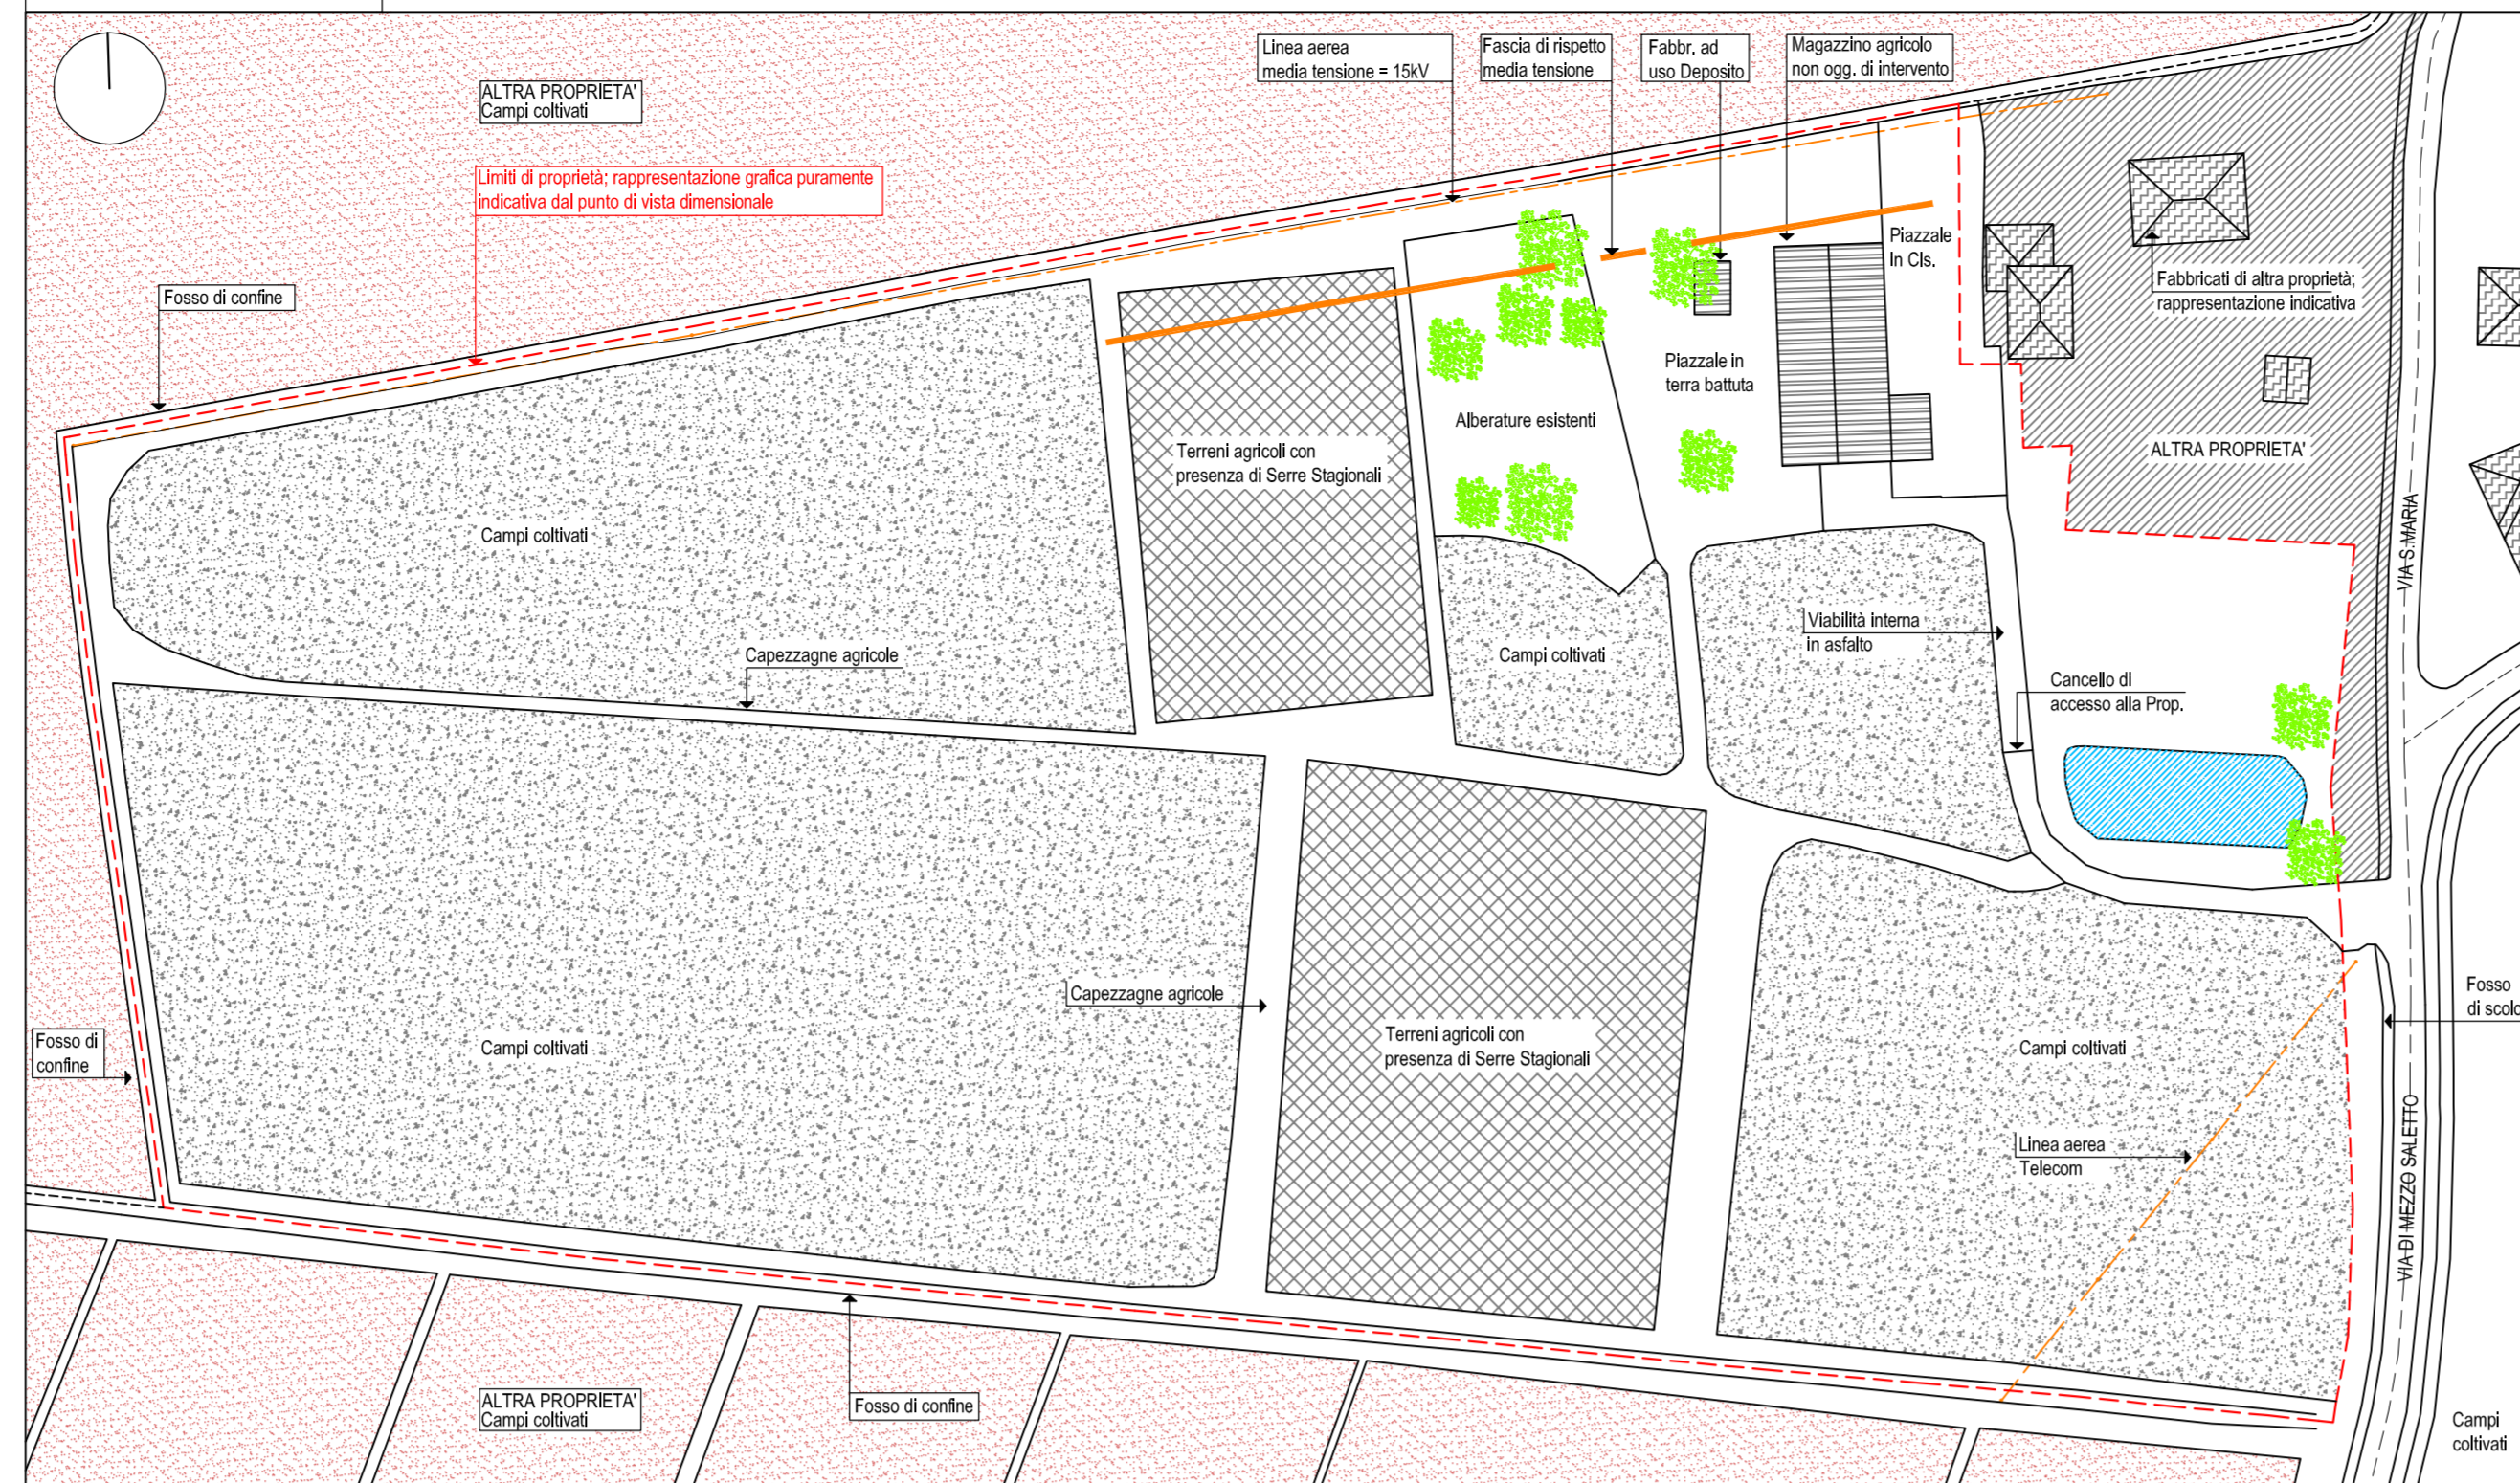 Linea aerea
media tensione = 15kV
Fascia di rispetto
media tensione
Fabbr. ad
uso Deposito
Magazzino agricolo
non ogg. di intervento
ALTRA PROPRIETA'
Campi coltivati
Limiti di proprietà; rappresentazione grafica puramente
indicativa dal punto di vista dimensionale
Fosso di confine
Piazzale
in Cls.
Fabbricati di altra proprietà;
rappresentazione indicativa
Piazzale in
terra battuta
Alberature esistenti
Terreni agricoli con
presenza di Serre Stagionali
ALTRA PROPRIETA'
Campi coltivati
VIA S.MARIA
Viabilità interna
in asfalto
Capezzagne agricole
Campi coltivati
Cancello di
accesso alla Prop.
Capezzagne agricole
Fosso
di scolo
Fosso di
confine
Campi coltivati
Terreni agricoli con
presenza di Serre Stagionali
Campi coltivati
Linea aerea
Telecom
VIA DI MEZZO SALETTO
ALTRA PROPRIETA'
Campi coltivati
Fosso di confine
Campi
coltivati